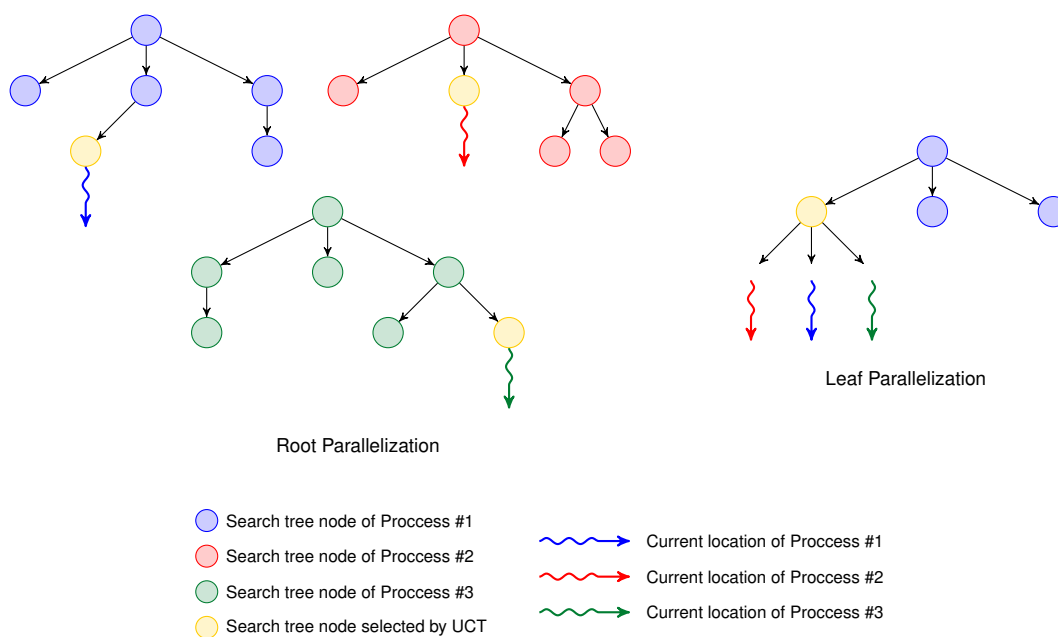 Leaf Parallelization
Root Parallelization
Search tree node of Proccess #1
Search tree node of Proccess #2
Search tree node of Proccess #3
Search tree node selected by UCT
Current location of Proccess #1
Current location of Proccess #2
Current location of Proccess #3